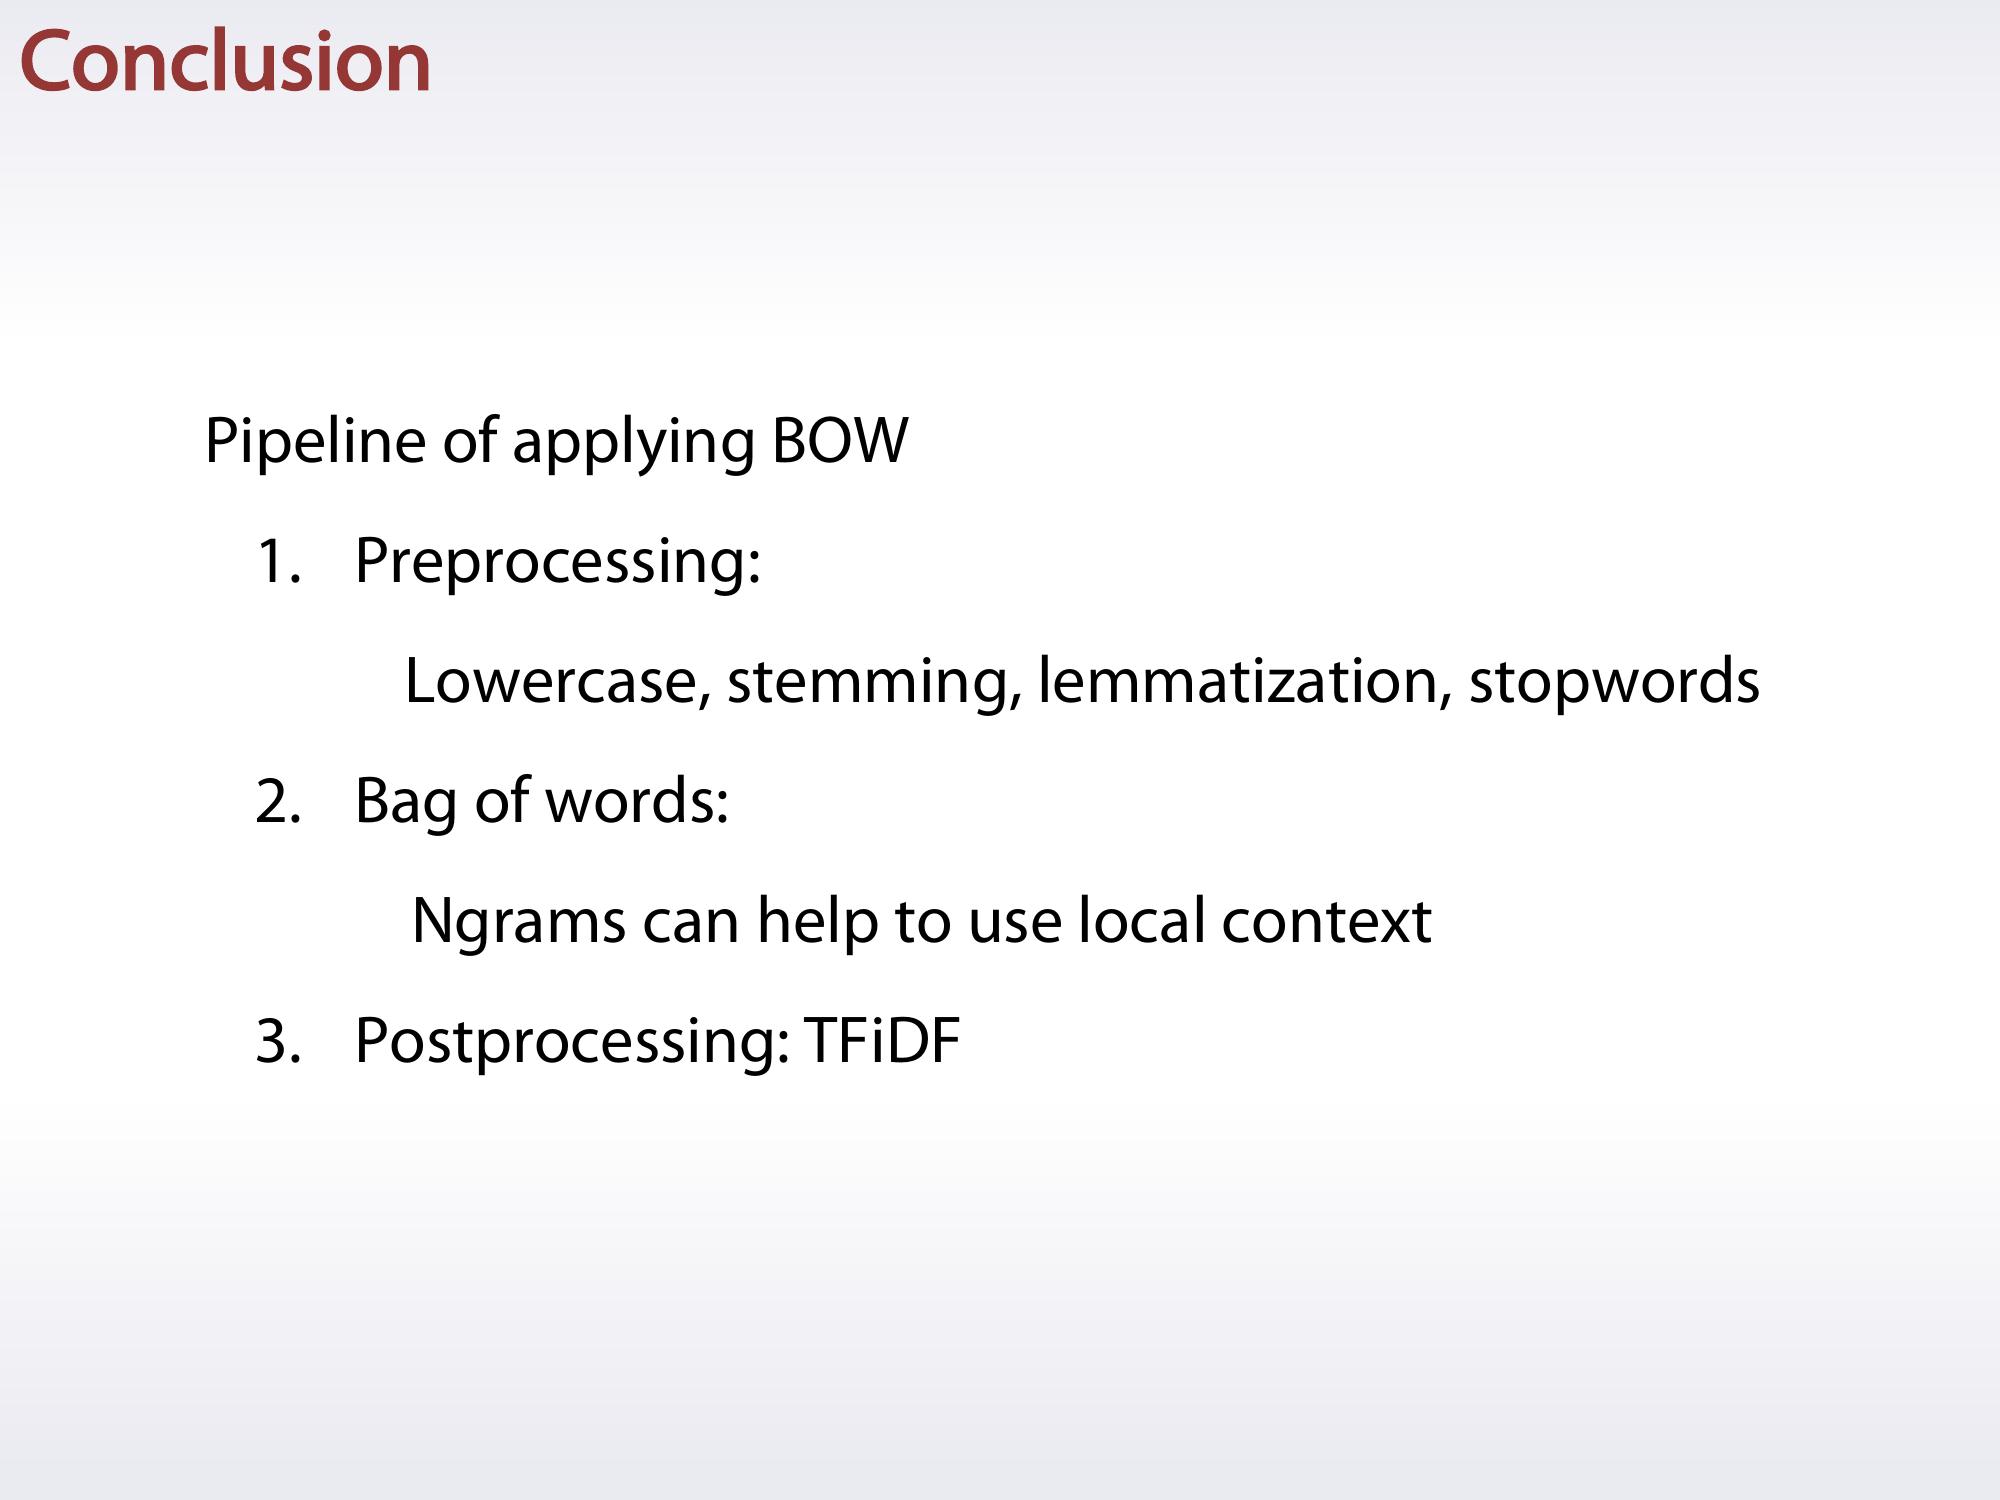 Conclusion
Pipeline of applying BOW
1. Preprocessing:
Lowercase, stemming, lemmatization, stopwords
2. Bag of words:
Ngrams can help to use local context
3. Postprocessing: TFiDF